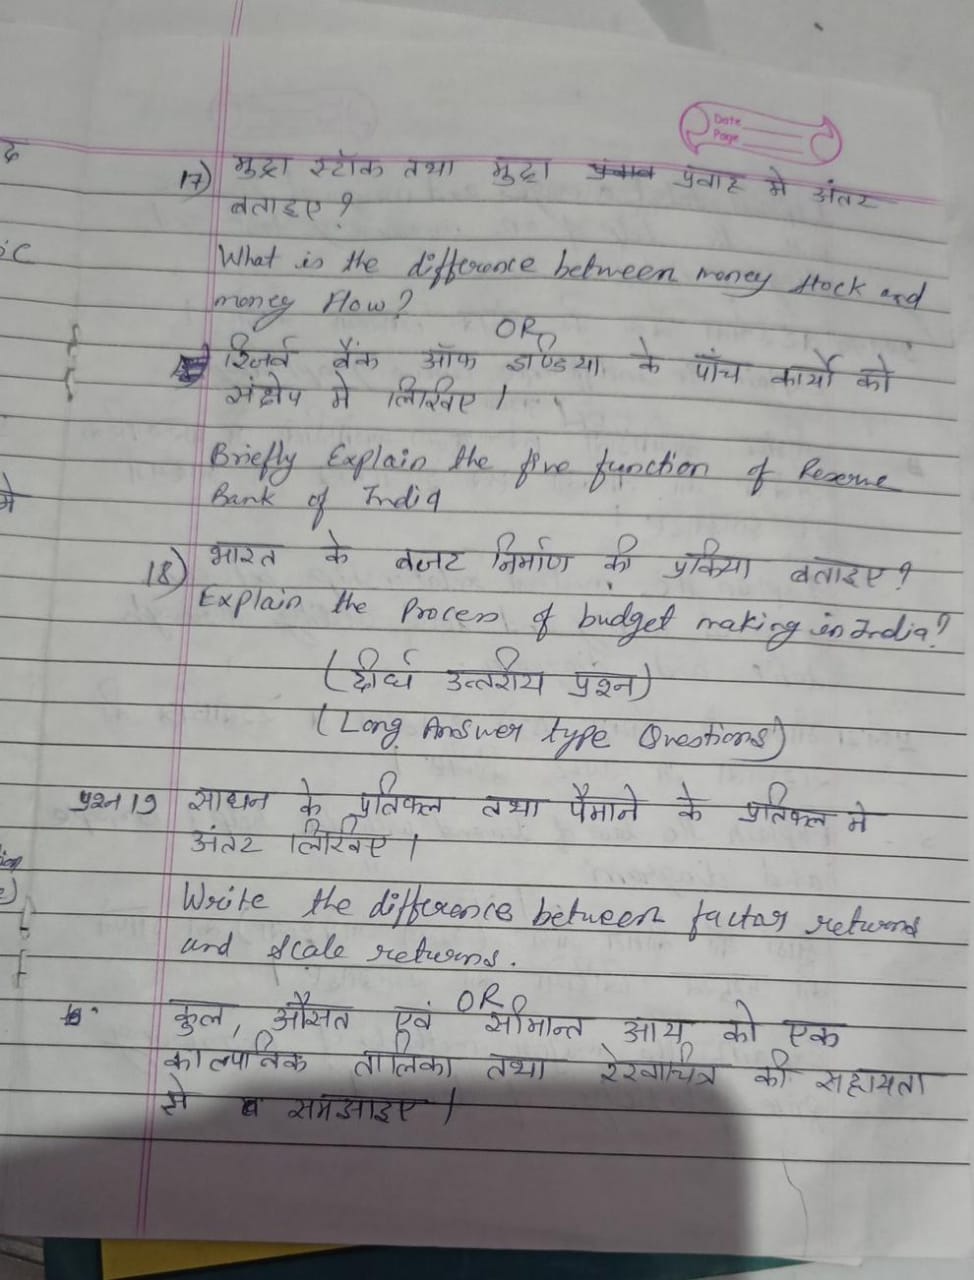 Date
Page
17) मुद्रा स्टॉक तथा मुद्रा प्रवाह मे अंतर
बताइए ?
What is the difference between money stock and
money flow?
OR
रिजर्व बैंक ऑफ इण्डिया के पाँच कार्यों को
संक्षेप मे लिखिए ।
Briefly Explain the five function of Reserve
Bank of India
18) भारत के बजट निर्माण की प्रक्रिया बताइए ?
Explain the Process of budget making in India?
(दीर्घ उत्तरीय प्रश्न)
(Long Answer type Questions)
प्रश्न 19 साधन के प्रतिफल तथा पैमाने के प्रतिफल मे
अंतर लिखिए ।
Write the difference between factor returns
and scale returns.
OR
कुल, औसत एवं सीमान्त आय को एक
काल्पनिक तालिका तथा रेखाचित्र की सहायता
से समझाइए ।